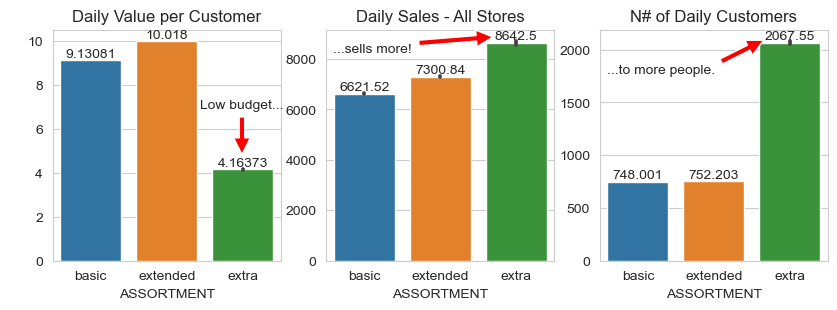 Daily Value per Customer
10
9.13081
10.018
8
Low budget...
6
4.16373
4
2
0
basic extended extra
ASSORTMENT
Daily Sales - All Stores
8642.5
...sells more!
8000
7300.84
6621.52
6000
4000
2000
0
basic extended extra
ASSORTMENT
N# of Daily Customers
2067.55
2000
...to more people.
1500
1000
748.001
752.203
500
0
basic extended extra
ASSORTMENT